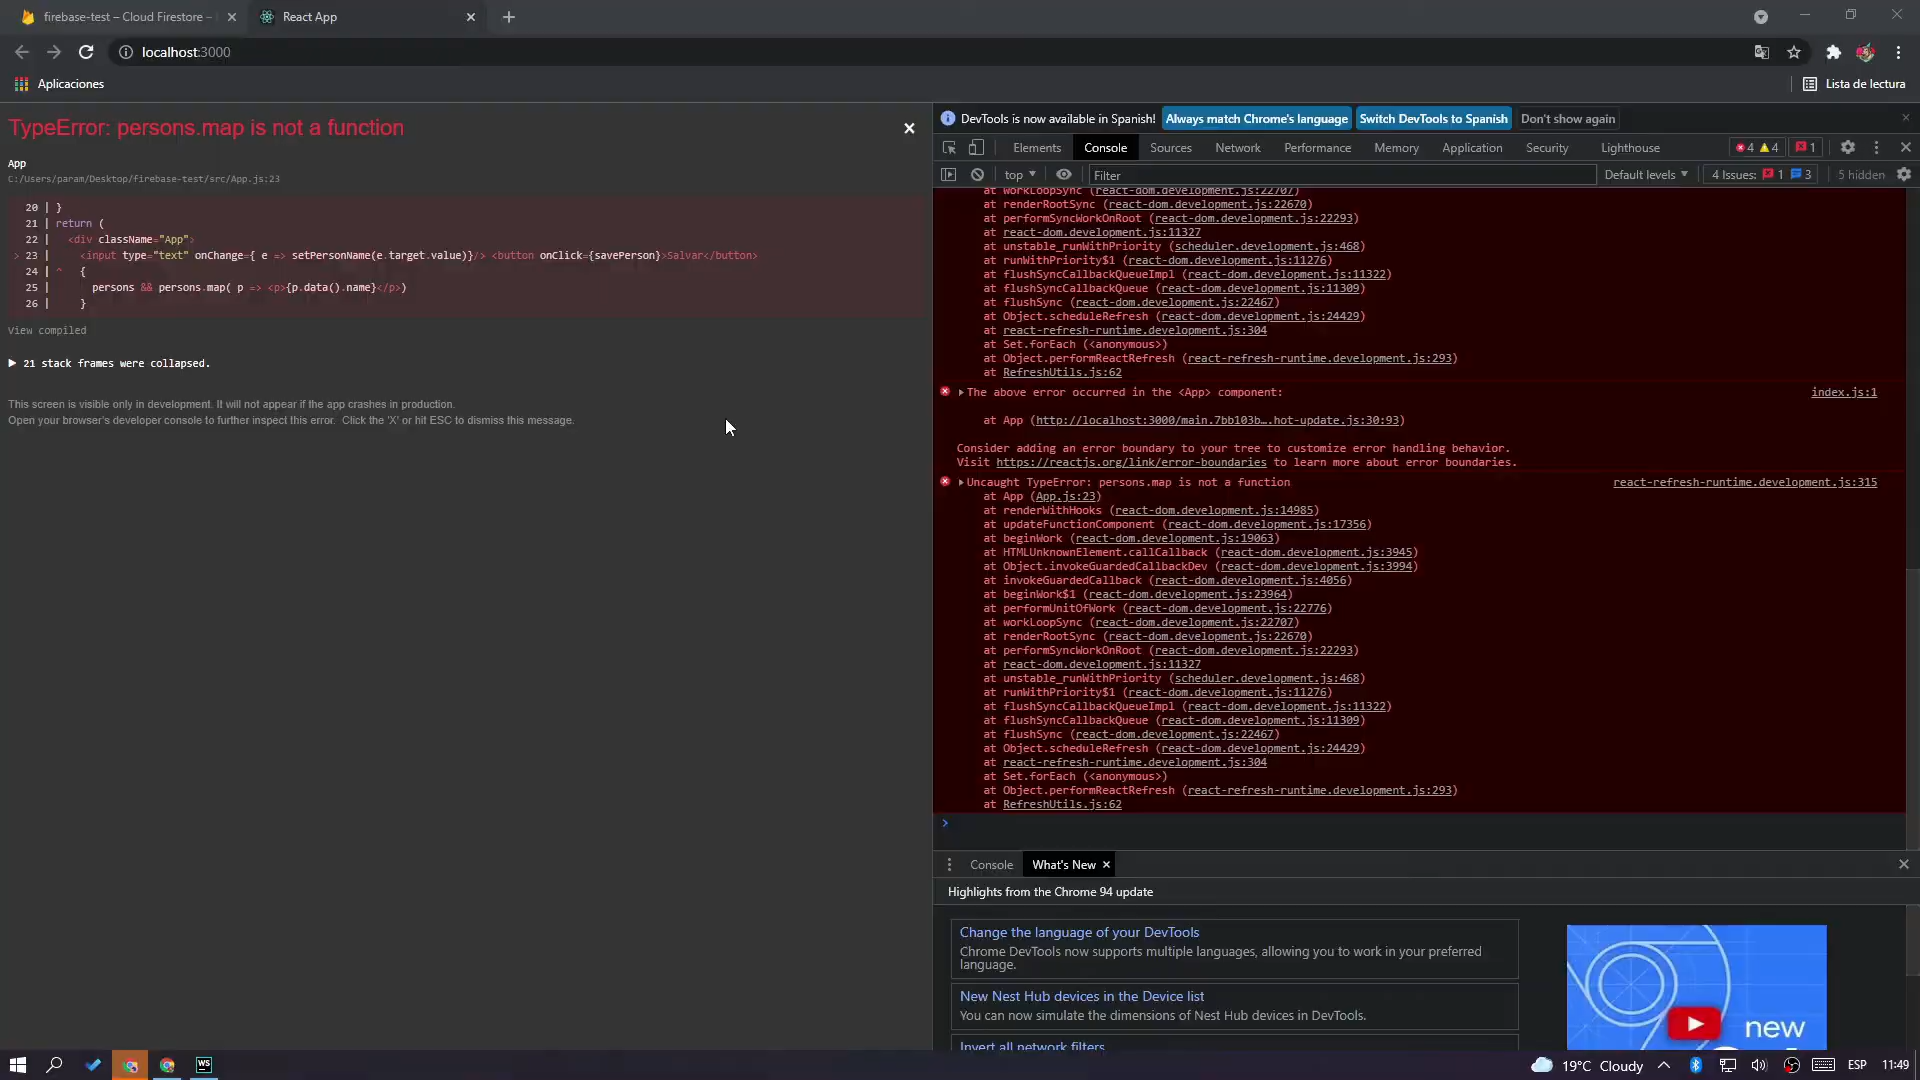 firebase-test – Cloud Firestore –
React App
localhost:3000
Aplicaciones
Lista de lectura
TypeError: persons.map is not a function
App
C:/Users/param/Desktop/firebase-test/src/App.js:23
20 | }
21 | return (
22 | <div className="App">
> 23 | <input type="text" onChange={ e => setPersonName(e.target.value)}/> <button onClick={savePerson}>Salvar</button>
24 | ^ {
25 | persons && persons.map( p => <p>{p.data().name}</p>)
26 | }
View compiled
▶ 21 stack frames were collapsed.
This screen is visible only in development. It will not appear if the app crashes in production.
Open your browser's developer console to further inspect this error. Click the 'X' or hit ESC to dismiss this message.
DevTools is now available in Spanish! Always match Chrome's language Switch DevTools to Spanish Don't show again
Elements Console Sources Network Performance Memory Application Security Lighthouse 4 4 1
top Filter Default levels 4 Issues: 1 3 5 hidden
at workLoopSync (react-dom.development.js:22707)
at renderRootSync (react-dom.development.js:22670)
at performSyncWorkOnRoot (react-dom.development.js:22293)
at react-dom.development.js:11327
at unstable_runWithPriority (scheduler.development.js:468)
at runWithPriority$1 (react-dom.development.js:11276)
at flushSyncCallbackQueueImpl (react-dom.development.js:11322)
at flushSyncCallbackQueue (react-dom.development.js:11309)
at flushSync (react-dom.development.js:22467)
at Object.scheduleRefresh (react-dom.development.js:24429)
at react-refresh-runtime.development.js:304
at Set.forEach (<anonymous>)
at Object.performReactRefresh (react-refresh-runtime.development.js:293)
at RefreshUtils.js:62
▶The above error occurred in the <App> component: index.js:1
at App (http://localhost:3000/main.7bb103b….hot-update.js:30:93)
Consider adding an error boundary to your tree to customize error handling behavior.
Visit https://reactjs.org/link/error-boundaries to learn more about error boundaries.
▶Uncaught TypeError: persons.map is not a function react-refresh-runtime.development.js:315
at App (App.js:23)
at renderWithHooks (react-dom.development.js:14985)
at updateFunctionComponent (react-dom.development.js:17356)
at beginWork (react-dom.development.js:19063)
at HTMLUnknownElement.callCallback (react-dom.development.js:3945)
at Object.invokeGuardedCallbackDev (react-dom.development.js:3994)
at invokeGuardedCallback (react-dom.development.js:4056)
at beginWork$1 (react-dom.development.js:23964)
at performUnitOfWork (react-dom.development.js:22776)
at workLoopSync (react-dom.development.js:22707)
at renderRootSync (react-dom.development.js:22670)
at performSyncWorkOnRoot (react-dom.development.js:22293)
at react-dom.development.js:11327
at unstable_runWithPriority (scheduler.development.js:468)
at runWithPriority$1 (react-dom.development.js:11276)
at flushSyncCallbackQueueImpl (react-dom.development.js:11322)
at flushSyncCallbackQueue (react-dom.development.js:11309)
at flushSync (react-dom.development.js:22467)
at Object.scheduleRefresh (react-dom.development.js:24429)
at react-refresh-runtime.development.js:304
at Set.forEach (<anonymous>)
at Object.performReactRefresh (react-refresh-runtime.development.js:293)
at RefreshUtils.js:62
Console What's New
Highlights from the Chrome 94 update
Change the language of your DevTools
Chrome DevTools now supports multiple languages, allowing you to work in your preferred
language.
New Nest Hub devices in the Device list
You can now simulate the dimensions of Nest Hub devices in DevTools.
Invert all network filters
new
WS
19°C Cloudy ESP 11:49